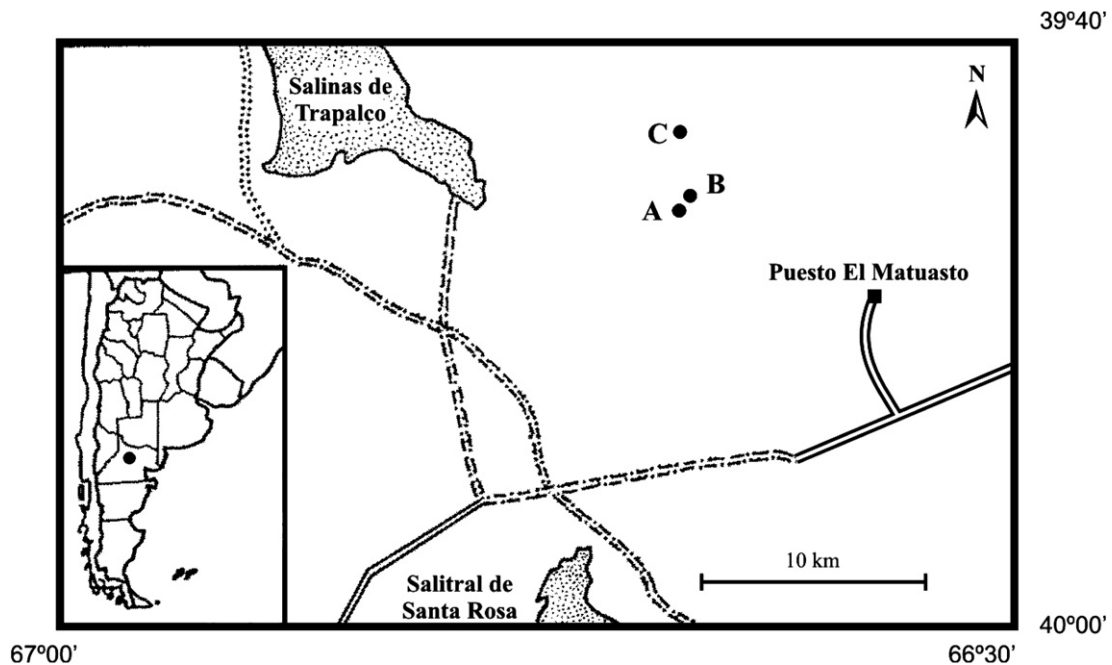 39º40'
Salinas de
Trapalco
N
C
B
A
Puesto El Matuasto
10 km
Salitral de
Santa Rosa
40º00'
67º00'
66º30'